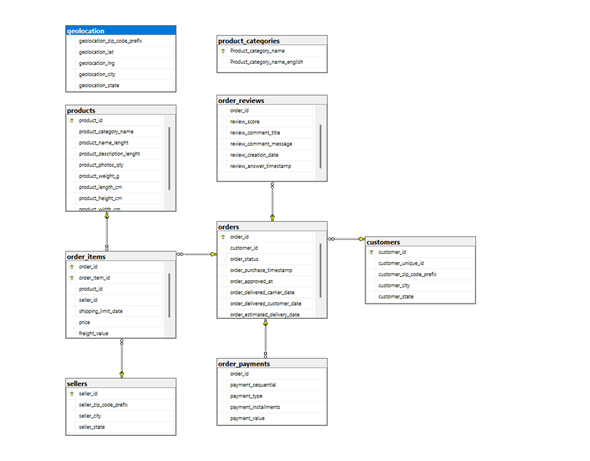 geolocation
geolocation_zip_code_prefix
geolocation_lat
geolocation_lng
geolocation_city
geolocation_state
product_categories
Product_category_name
Product_category_name_english
products
product_id
product_category_name
product_name_lenght
product_description_lenght
product_photos_qty
product_weight_g
product_length_cm
product_height_cm
product_width_cm
order_reviews
order_id
review_score
review_comment_title
review_comment_message
review_creation_date
review_answer_timestamp
orders
order_id
customer_id
order_status
order_purchase_timestamp
order_approved_at
order_delivered_carrier_date
order_delivered_customer_date
order_estimated_delivery_date
customers
customer_id
customer_unique_id
customer_zip_code_prefix
customer_city
customer_state
order_items
order_id
order_item_id
product_id
seller_id
shipping_limit_date
price
freight_value
sellers
seller_id
seller_zip_code_prefix
seller_city
seller_state
order_payments
order_id
payment_sequential
payment_type
payment_installments
payment_value